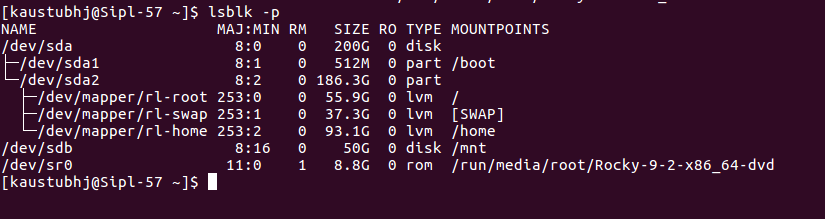 [kaustubhj@Sipl-57 ~]$ lsblk -p
NAME                    MAJ:MIN RM   SIZE RO TYPE MOUNTPOINTS
/dev/sda                  8:0    0   200G  0 disk
├─/dev/sda1               8:1    0   512M  0 part /boot
└─/dev/sda2               8:2    0 186.3G  0 part
  ├─/dev/mapper/rl-root 253:0    0  55.9G  0 lvm  /
  ├─/dev/mapper/rl-swap 253:1    0  37.3G  0 lvm  [SWAP]
  └─/dev/mapper/rl-home 253:2    0  93.1G  0 lvm  /home
/dev/sdb                  8:16   0    50G  0 disk /mnt
/dev/sr0                 11:0    1   8.8G  0 rom  /run/media/root/Rocky-9-2-x86_64-dvd
[kaustubhj@Sipl-57 ~]$